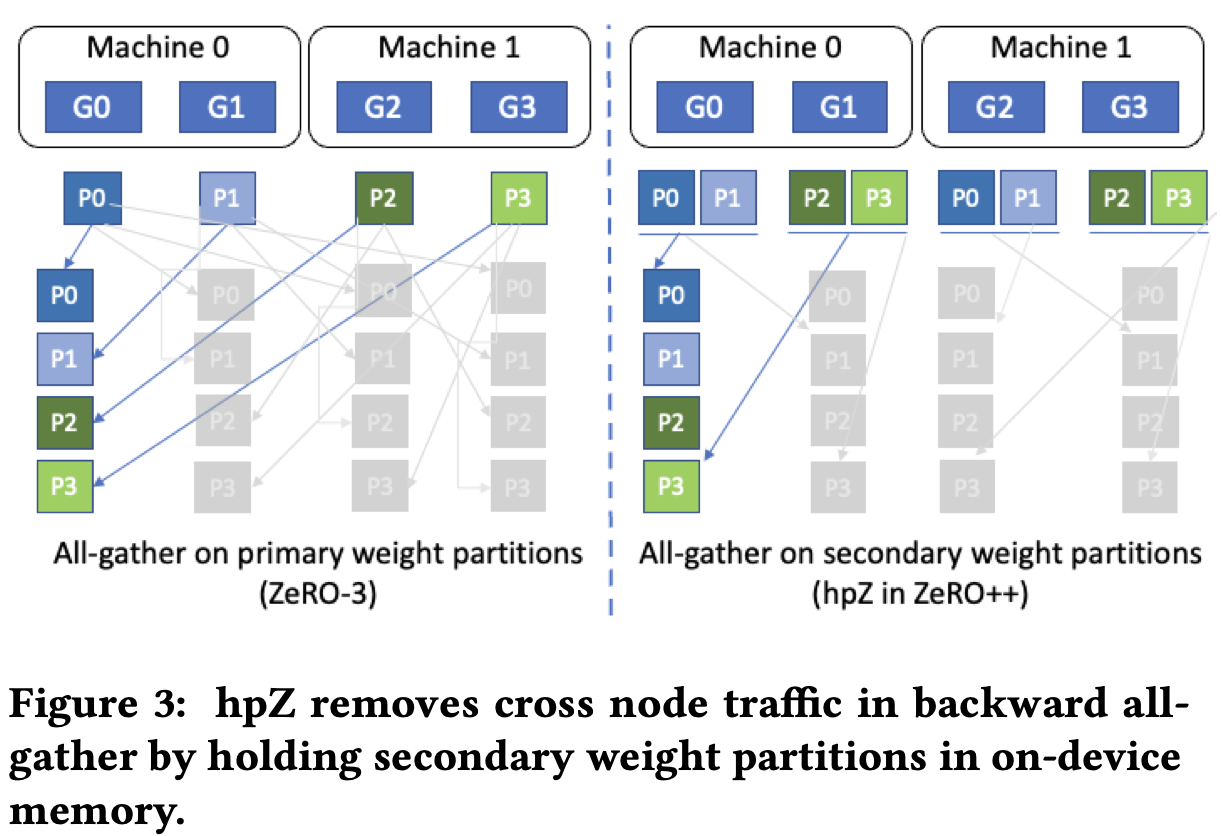 Machine 0 Machine 1 Machine 0 Machine 1
G0 G1 G2 G3 G0 G1 G2 G3
P0 P1 P2 P3 P0 P1 P2 P3 P0 P1 P2 P3
P0 P0 P0 P0 P0 P0 P0 P0
P1 P1 P1 P1 P1 P1 P1 P1
P2 P2 P2 P2 P2 P2 P2 P2
P3 P3 P3 P3 P3 P3 P3 P3
All-gather on primary weight partitions
(ZeRO-3)
All-gather on secondary weight partitions
(hpZ in ZeRO++)
Figure 3: hpZ removes cross node traffic in backward all-
gather by holding secondary weight partitions in on-device
memory.